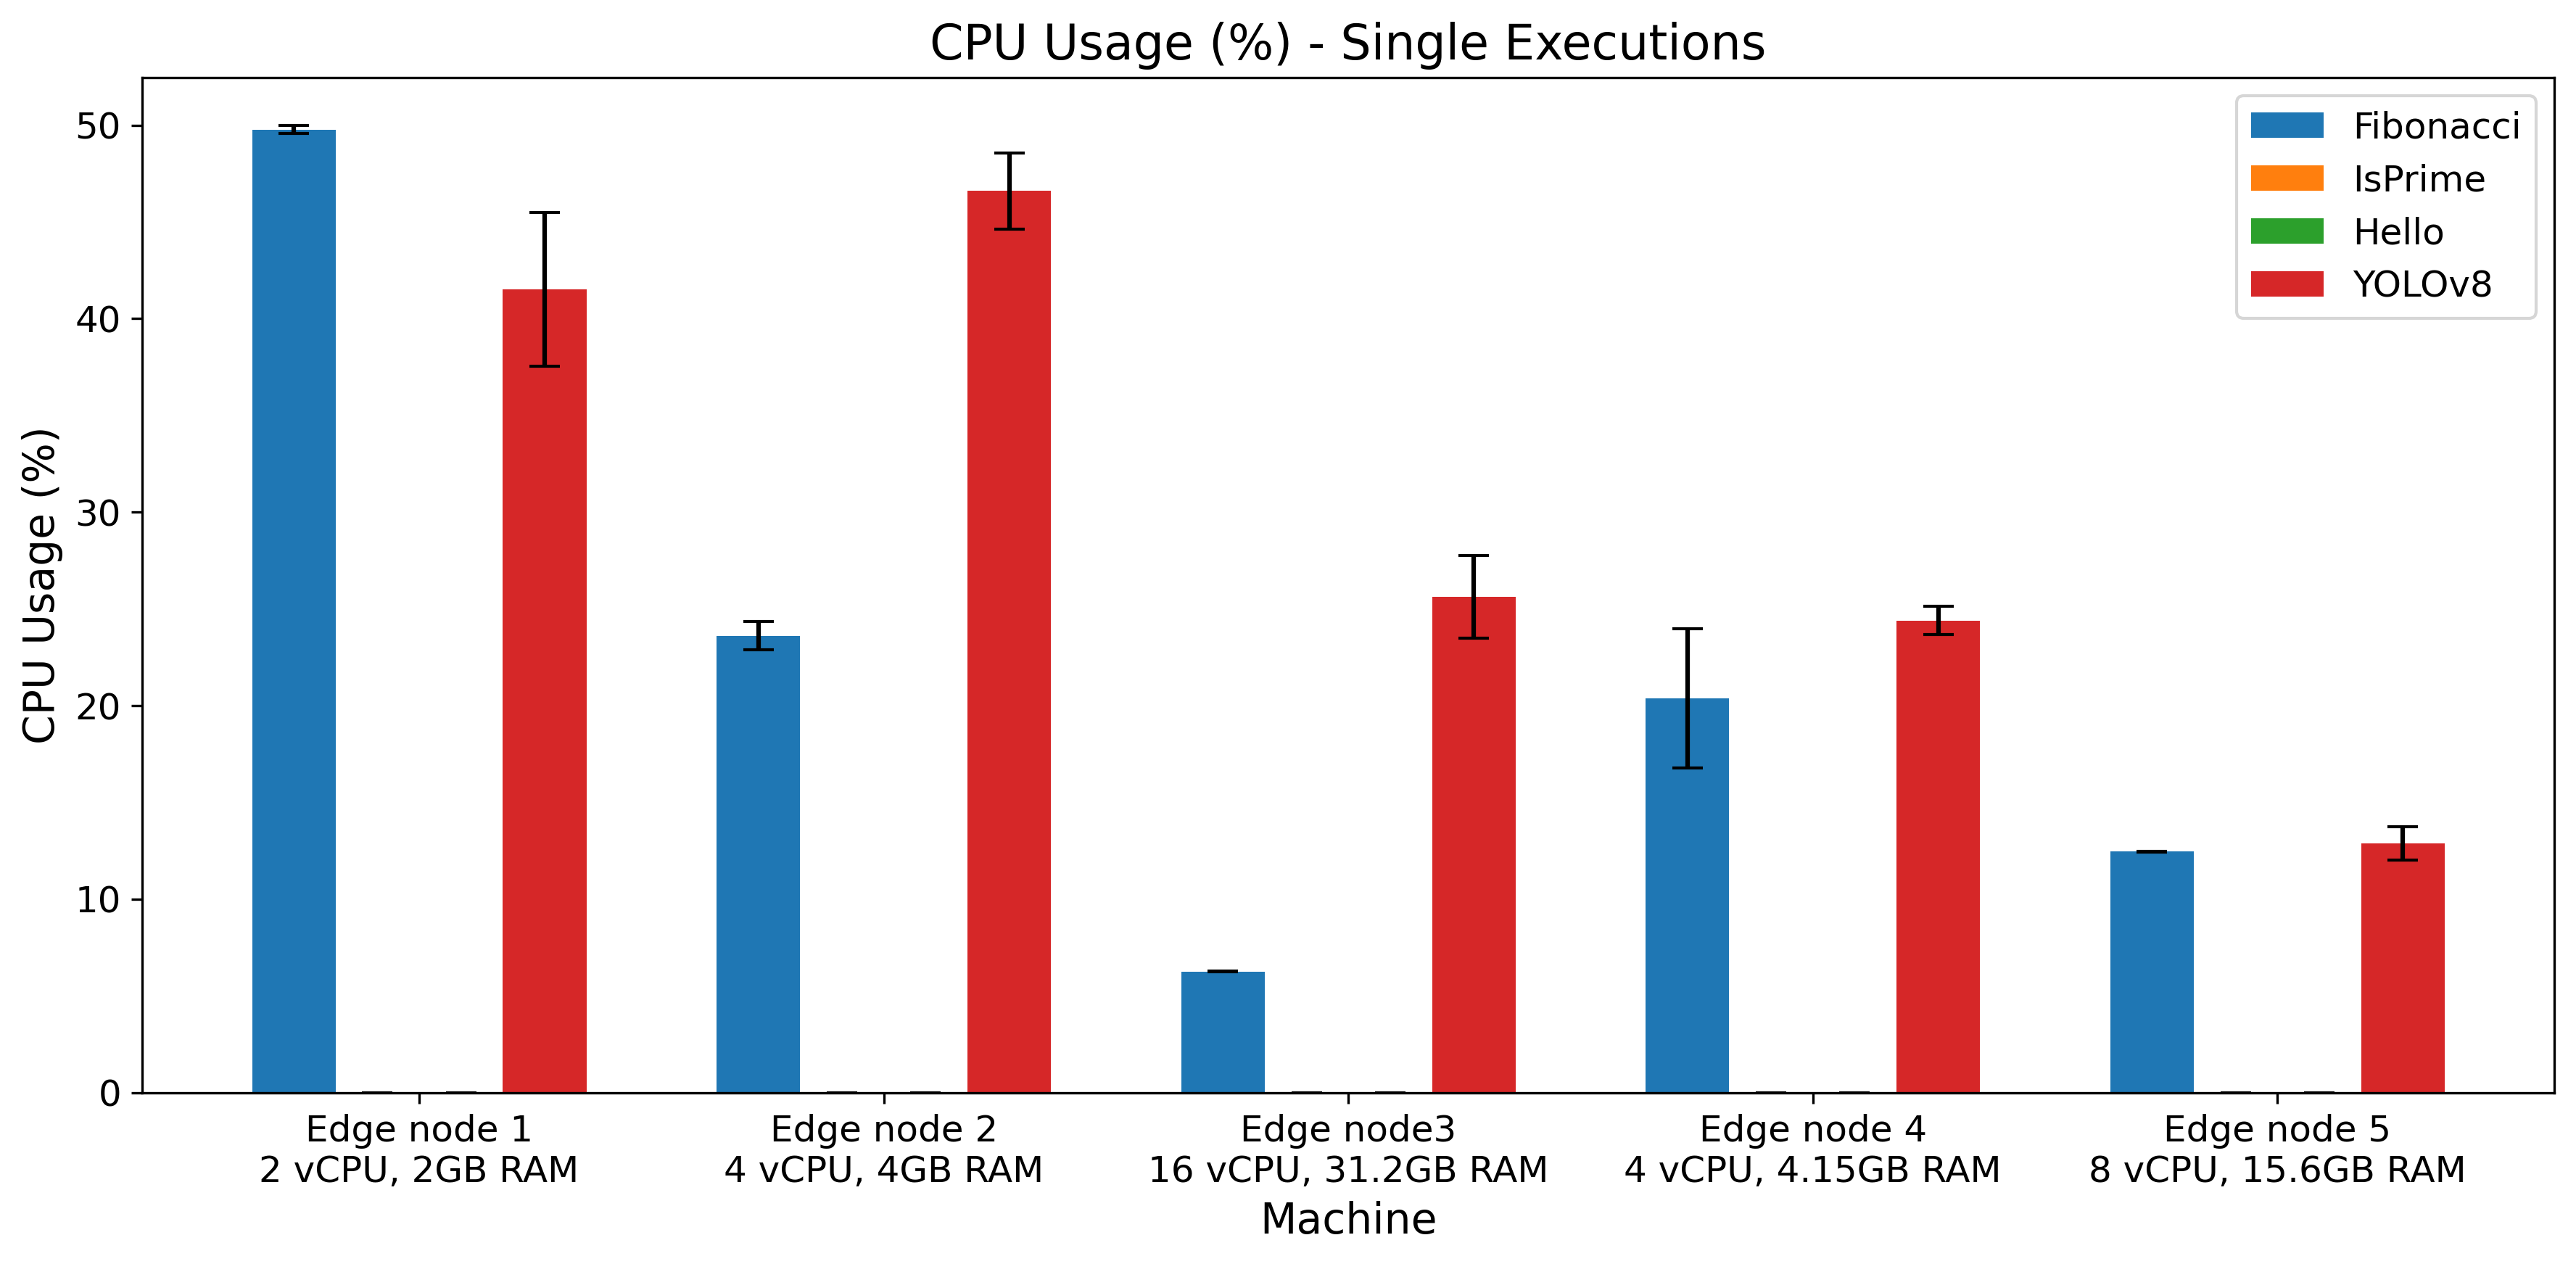 CPU Usage (%) - Single Executions
CPU Usage (%)
50
40
30
20
10
0
Fibonacci
IsPrime
Hello
YOLOv8
Edge node 1
2 vCPU, 2GB RAM
Edge node 2
4 vCPU, 4GB RAM
Edge node3
16 vCPU, 31.2GB RAM
Edge node 4
4 vCPU, 4.15GB RAM
Edge node 5
8 vCPU, 15.6GB RAM
Machine